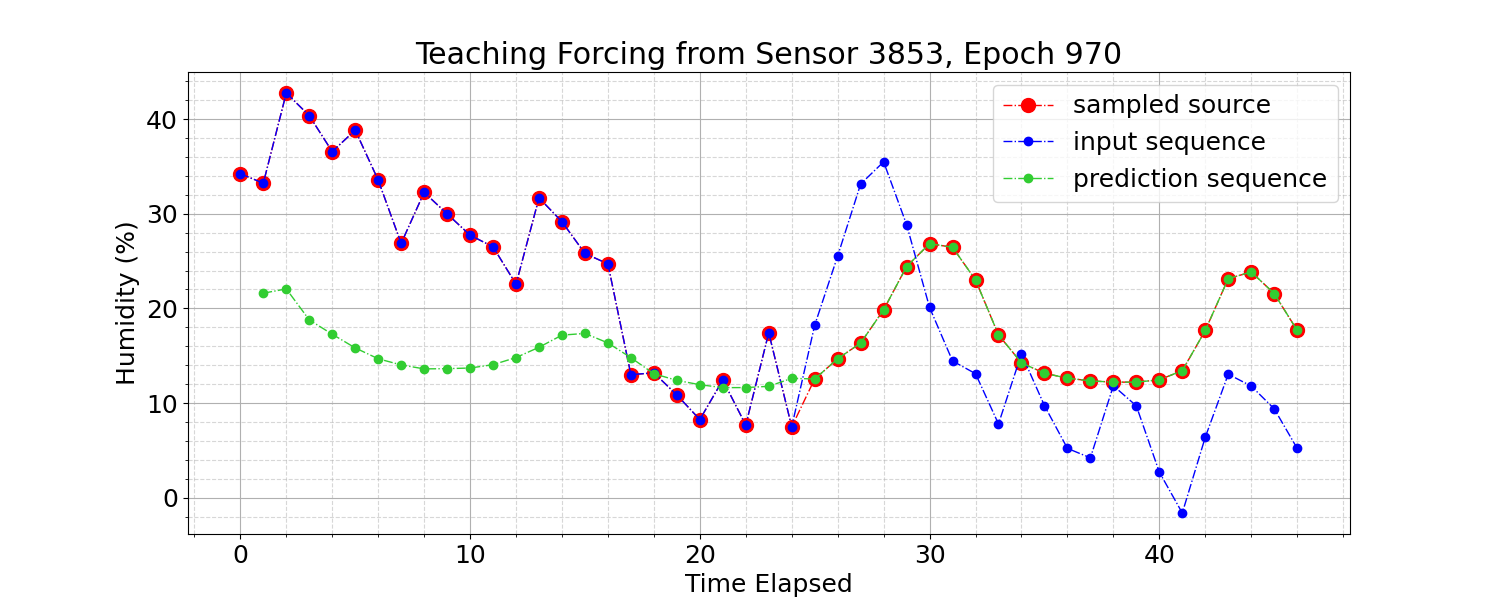 Teaching Forcing from Sensor 3853, Epoch 970
sampled source
input sequence
prediction sequence
Humidity (%)
40
30
20
10
0
0 10 20 30 40
Time Elapsed